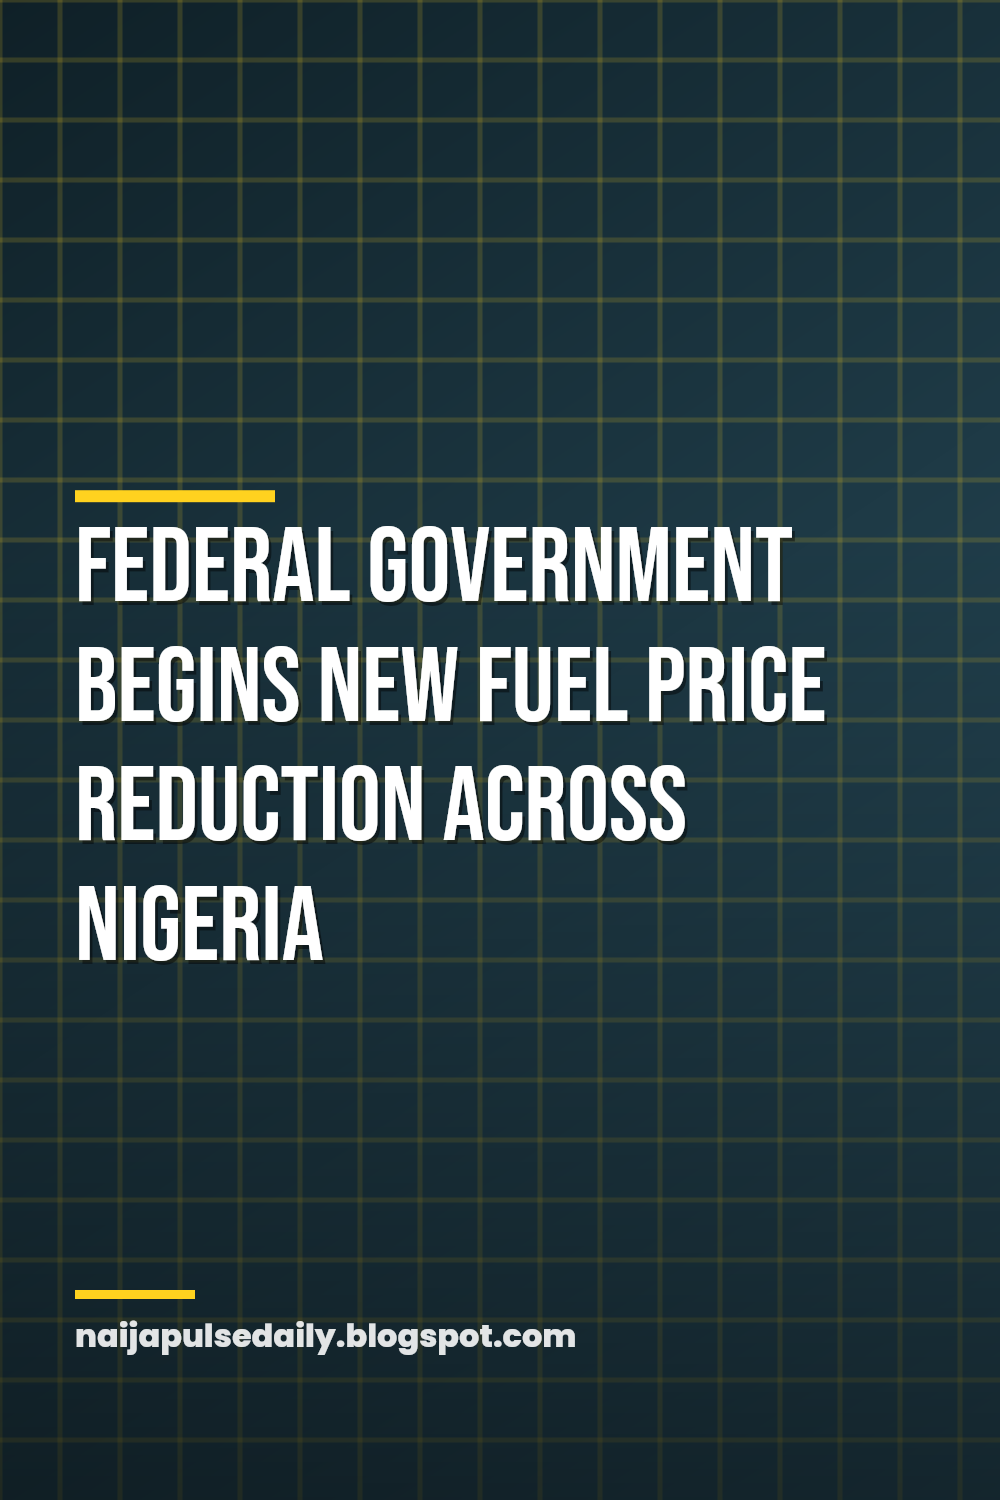 FEDERAL GOVERNMENT
BEGINS NEW FUEL PRICE
REDUCTION ACROSS
NIGERIA
naijapulsedaily.blogspot.com